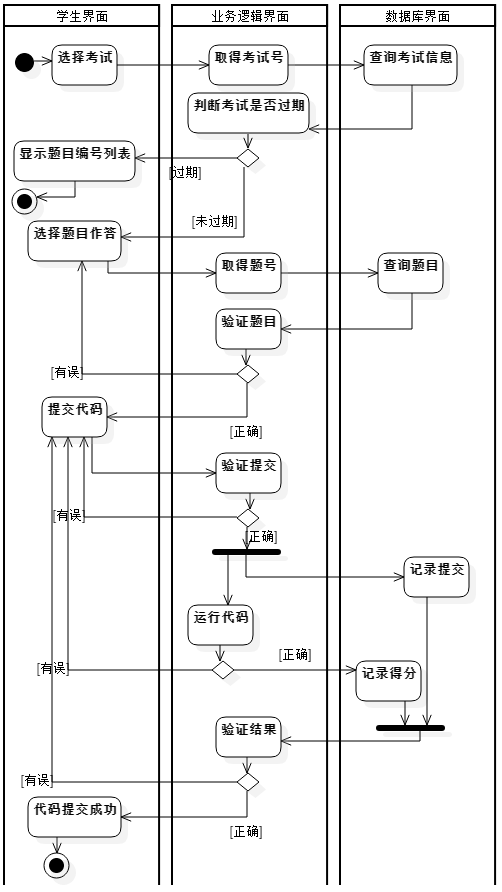 学生界面
业务逻辑界面
数据库界面
选择考试
取得考试号
查询考试信息
判断考试是否过期
显示题目编号列表
[过期]
[未过期]
选择题目作答
取得题号
查询题目
验证题目
[有误]
提交代码
[正确]
验证提交
[有误]
[正确]
记录提交
运行代码
[正确]
[有误]
记录得分
验证结果
[有误]
代码提交成功
[正确]